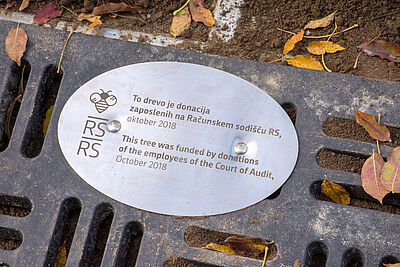 RS
RS
To drevo je donacija
zaposlenih na Računskem sodišču RS,
oktober 2018
This tree was funded by donations
of the employees of the Court of Audit,
October 2018